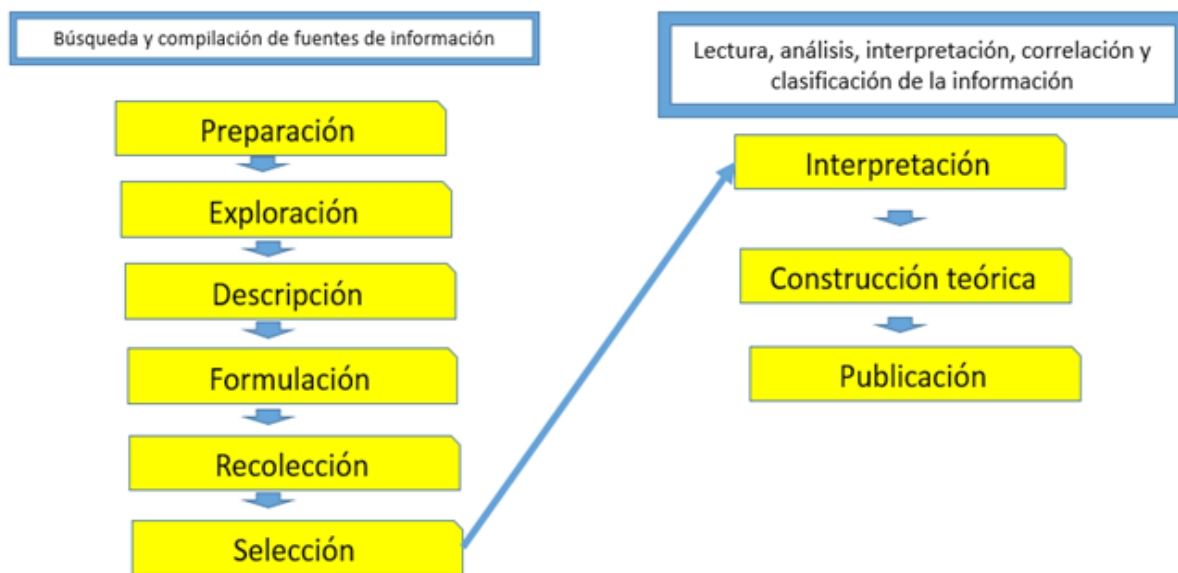 Búsqueda y compilación de fuentes de información
Preparación
Exploración
Descripción
Formulación
Recolección
Selección
Lectura, análisis, interpretación, correlación y
clasificación de la información
Interpretación
Construcción teórica
Publicación